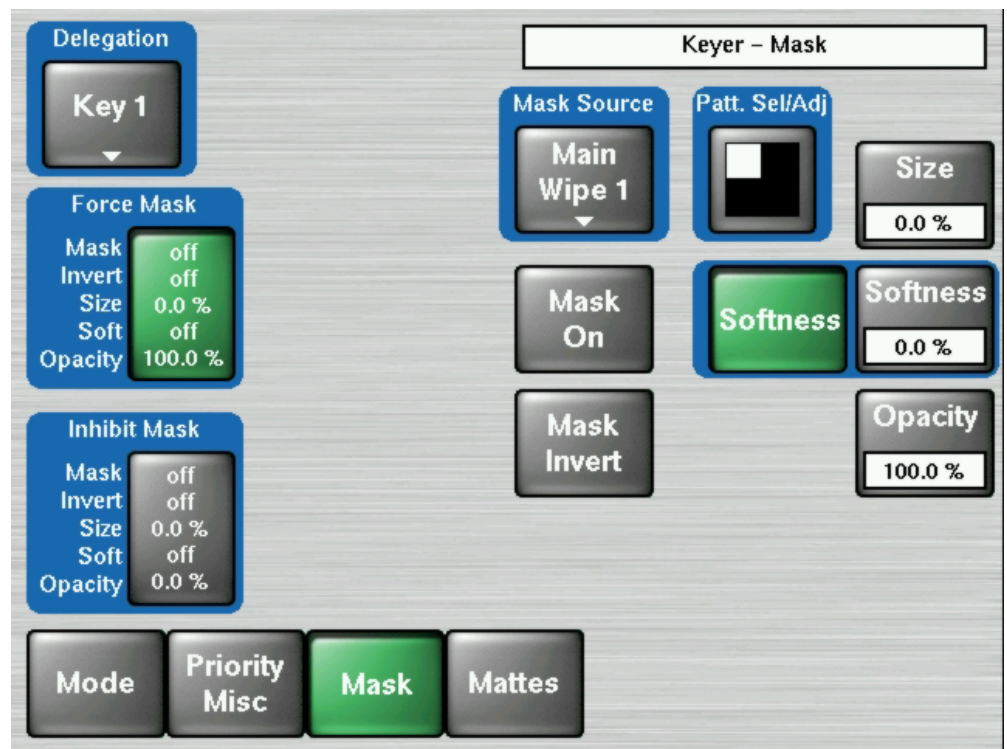 Delegation
Key 1
Keyer – Mask
Mask Source
Main
Wipe 1
Patt. Sel/Adj
Size
0.0 %
Force Mask
Mask off
Invert off
Size 0.0 %
Soft off
Opacity 100.0 %
Mask
On
Softness
Softness
0.0 %
Mask
Invert
Opacity
100.0 %
Inhibit Mask
Mask off
Invert off
Size 0.0 %
Soft off
Opacity 0.0 %
Mode
Priority
Misc
Mask
Mattes